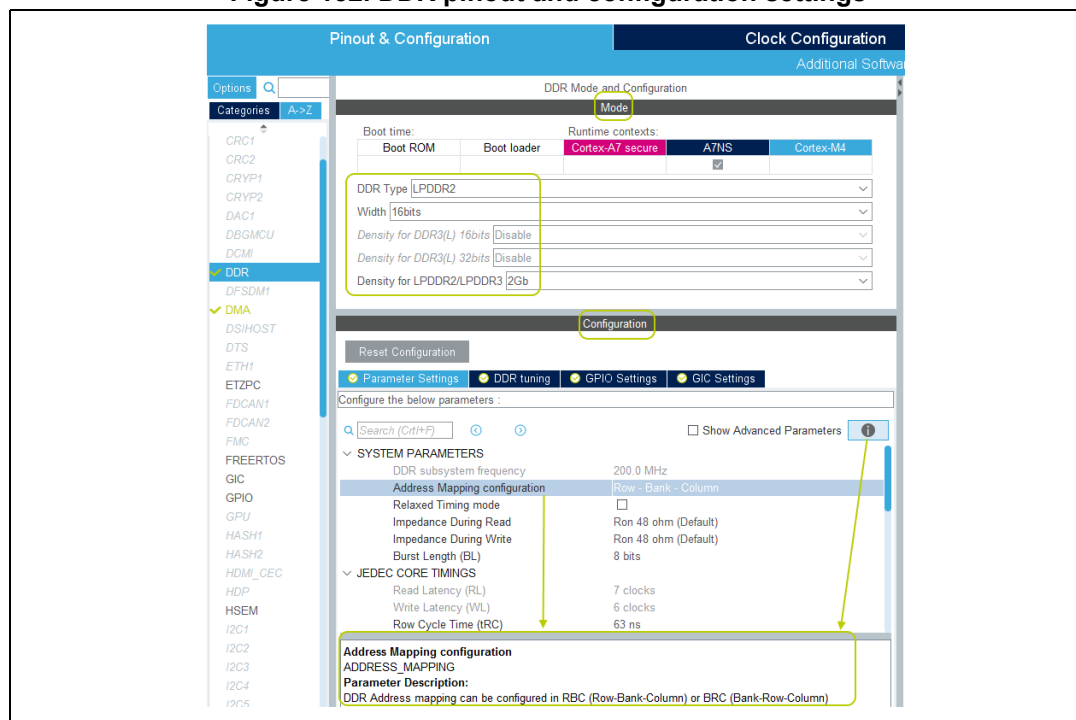 Pinout & Configuration
Clock Configuration
Options
Categories A->Z
CRC1
CRC2
CRYP1
CRYP2
DAC1
DBGMCU
DCMI
DDR
DFSDM1
DMA
DSIHOST
DTS
ETH1
ETZPC
FDCAN1
FDCAN2
FMC
FREERTOS
GIC
GPIO
GPU
HASH1
HASH2
HDMI_CEC
HDP
HSEM
I2C1
I2C2
I2C3
I2C4
I2C5
DDR Mode and Configuration
Mode
Boot time: Runtime contexts:
Boot ROM Boot loader Cortex-A7 secure A7NS Cortex-M4
DDR Type LPDDR2
Width 16bits
Density for DDR3(L) 16bits Disable
Density for DDR3(L) 32bits Disable
Density for LPDDR2/LPDDR3 2Gb
Configuration
Reset Configuration
Parameter Settings DDR tuning GPIO Settings GIC Settings
Configure the below parameters :
Search (Crtl+F) Show Advanced Parameters
SYSTEM PARAMETERS
DDR subsystem frequency 200.0 MHz
Address Mapping configuration Row - Bank - Column
Relaxed Timing mode
Impedance During Read Ron 48 ohm (Default)
Impedance During Write Ron 48 ohm (Default)
Burst Length (BL) 8 bits
JEDEC CORE TIMINGS
Read Latency (RL) 7 clocks
Write Latency (WL) 6 clocks
Row Cycle Time (tRC) 63 ns
Address Mapping configuration
ADDRESS_MAPPING
Parameter Description:
DDR Address mapping can be configured in RBC (Row-Bank-Column) or BRC (Bank-Row-Column)